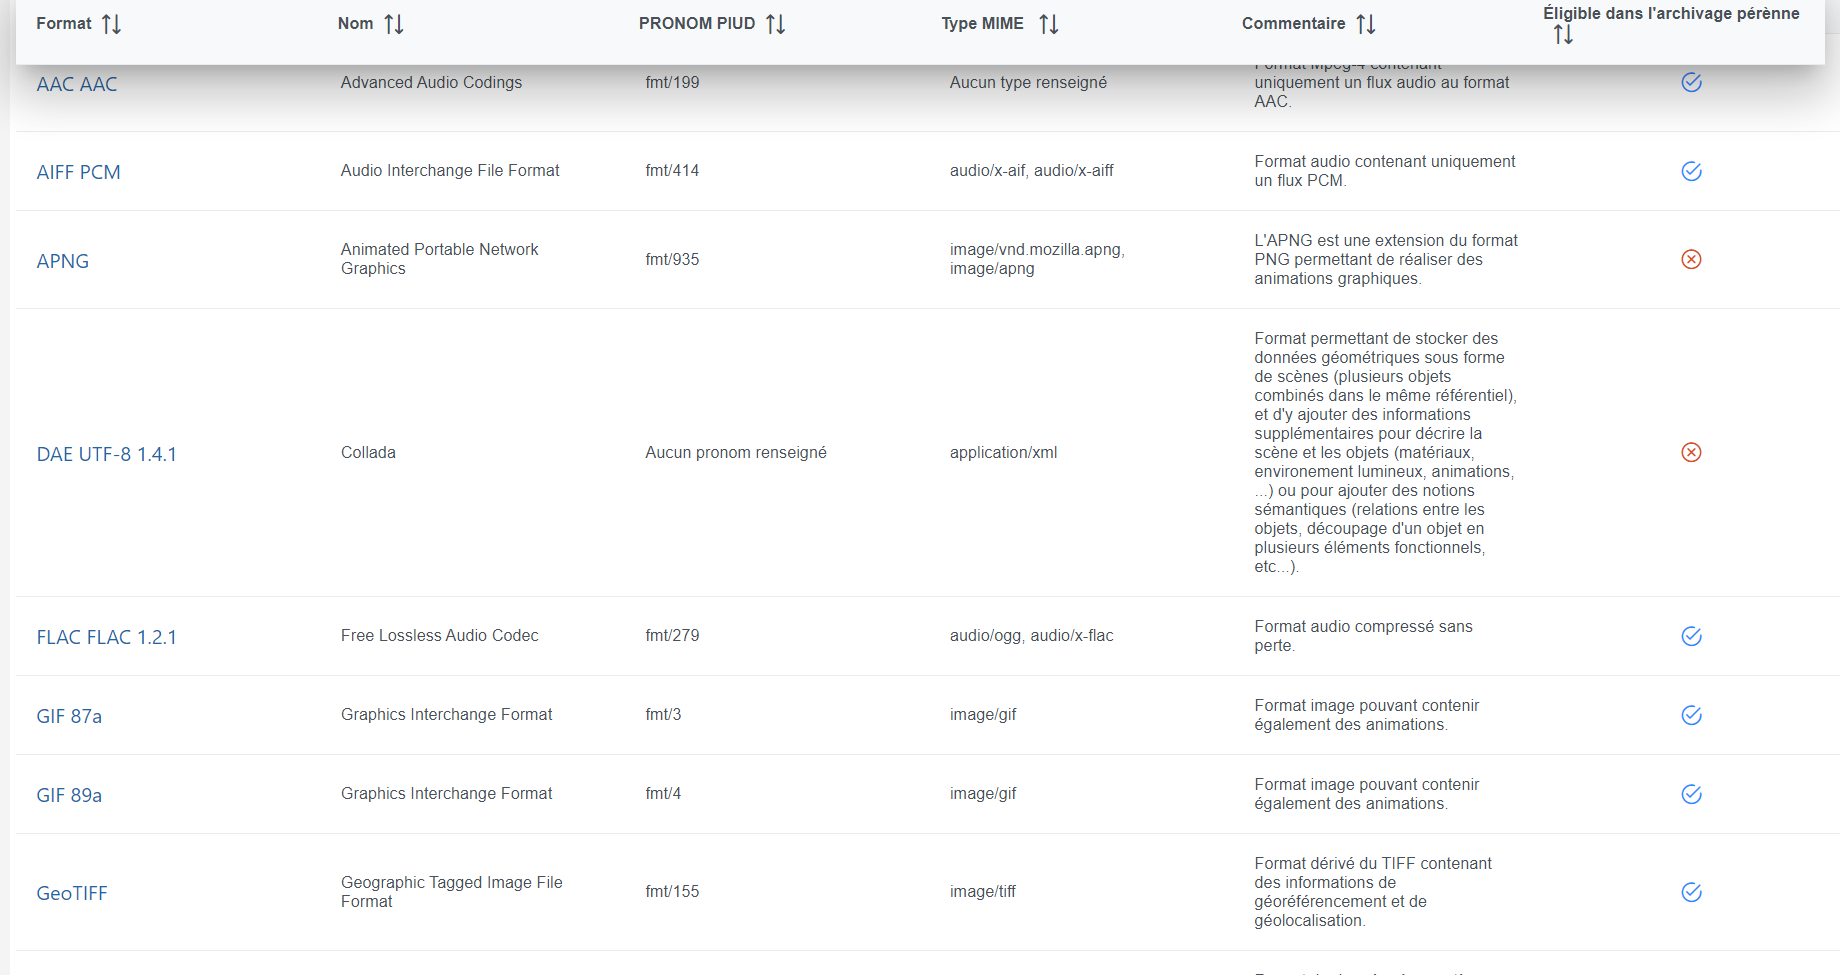 Format
Nom
PRONOM PIUD
Type MIME
Commentaire
Éligible dans l'archivage pérènne
AAC AAC
Advanced Audio Codings
fmt/199
Aucun type renseigné
Format Mpeg-4 contenant
uniquement un flux audio au format
AAC.
AIFF PCM
Audio Interchange File Format
fmt/414
audio/x-aif, audio/x-aiff
Format audio contenant uniquement
un flux PCM.
APNG
Animated Portable Network
Graphics
fmt/935
image/vnd.mozilla.apng,
image/apng
L'APNG est une extension du format
PNG permettant de réaliser des
animations graphiques.
DAE UTF-8 1.4.1
Collada
Aucun pronom renseigné
application/xml
Format permettant de stocker des
données géométriques sous forme
de scènes (plusieurs objets
combinés dans le même référentiel),
et d'y ajouter des informations
supplémentaires pour décrire la
scène et les objets (matériaux,
environement lumineux, animations,
...) ou pour ajouter des notions
sémantiques (relations entre les
objets, découpage d'un objet en
plusieurs éléments fonctionnels,
etc...).
FLAC FLAC 1.2.1
Free Lossless Audio Codec
fmt/279
audio/ogg, audio/x-flac
Format audio compressé sans
perte.
GIF 87a
Graphics Interchange Format
fmt/3
image/gif
Format image pouvant contenir
également des animations.
GIF 89a
Graphics Interchange Format
fmt/4
image/gif
Format image pouvant contenir
également des animations.
GeoTIFF
Geographic Tagged Image File
Format
fmt/155
image/tiff
Format dérivé du TIFF contenant
des informations de
géoréférencement et de
géolocalisation.